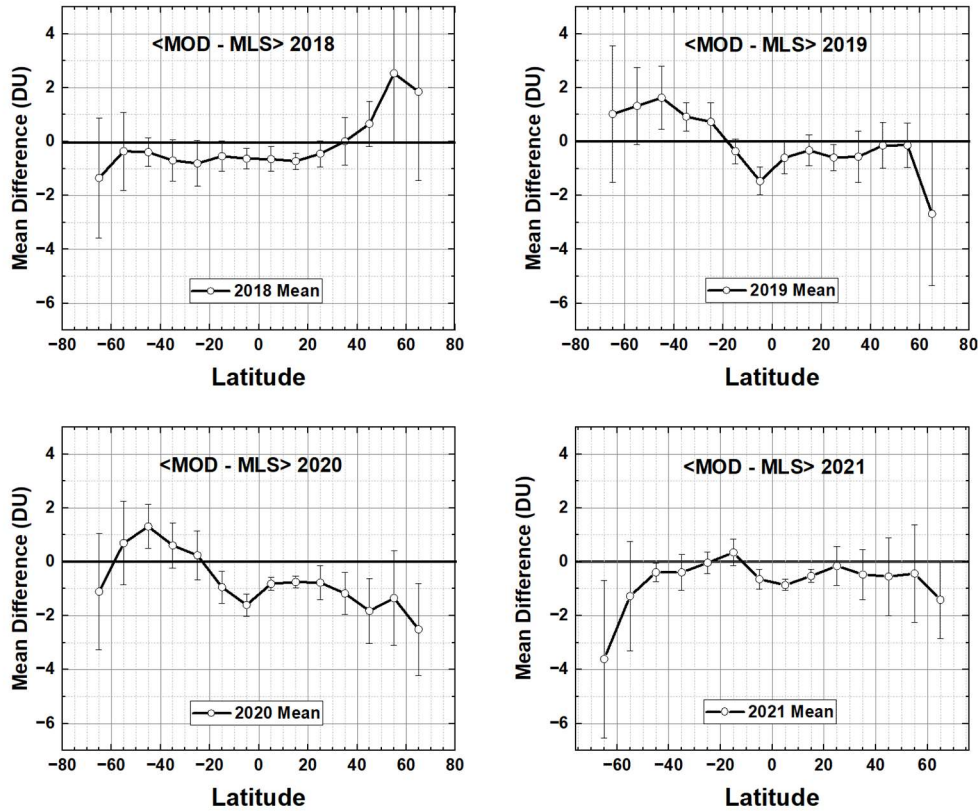 <MOD - MLS> 2018
Mean Difference (DU)
4
2
0
−2
−4
−6
2018 Mean
−80 −60 −40 −20 0 20 40 60 80
Latitude
<MOD - MLS> 2019
Mean Difference (DU)
4
2
0
−2
−4
−6
2019 Mean
−80 −60 −40 −20 0 20 40 60 80
Latitude
<MOD - MLS> 2020
Mean Difference (DU)
4
2
0
−2
−4
−6
2020 Mean
−80 −60 −40 −20 0 20 40 60 80
Latitude
<MOD - MLS> 2021
Mean Difference (DU)
4
2
0
−2
−4
−6
2021 Mean
−60 −40 −20 0 20 40 60
Latitude